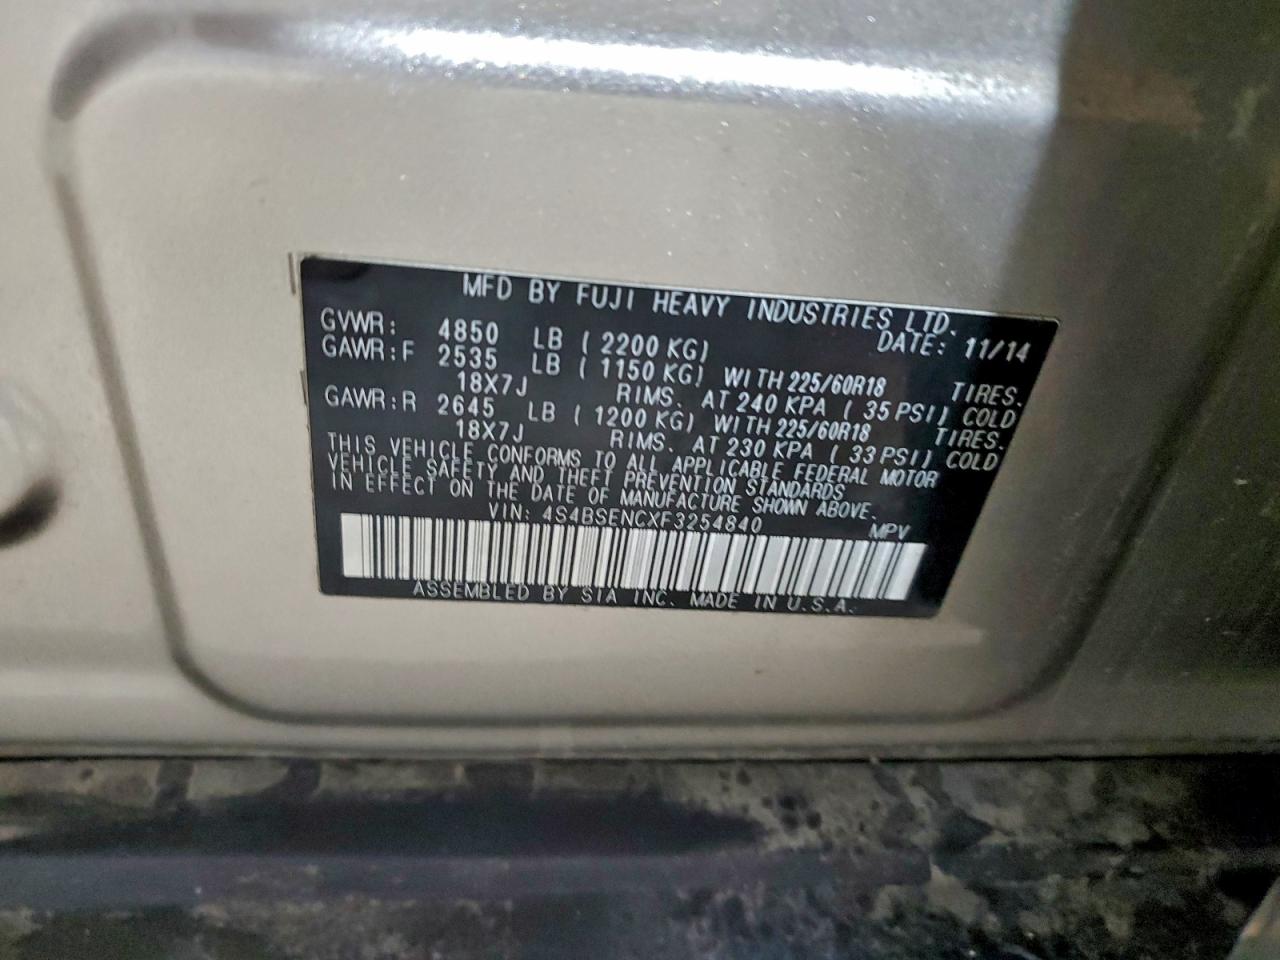 MFD BY FUJI HEAVY INDUSTRIES LTD.
DATE: 11/14
GVWR: 4850 LB ( 2200 KG)
GAWR:F 2535 LB ( 1150 KG) WITH 225/60R18 TIRES.
18X7J RIMS. AT 240 KPA ( 35 PSI) COLD
GAWR:R 2645 LB ( 1200 KG) WITH 225/60R18 TIRES.
18X7J RIMS. AT 230 KPA ( 33 PSI) COLD
THIS VEHICLE CONFORMS TO ALL APPLICABLE FEDERAL MOTOR
VEHICLE SAFETY AND THEFT PREVENTION STANDARDS
IN EFFECT ON THE DATE OF MANUFACTURE SHOWN ABOVE.
VIN: 4S4BSENCXF3254840 MPV
ASSEMBLED BY SIA INC. MADE IN U.S.A.